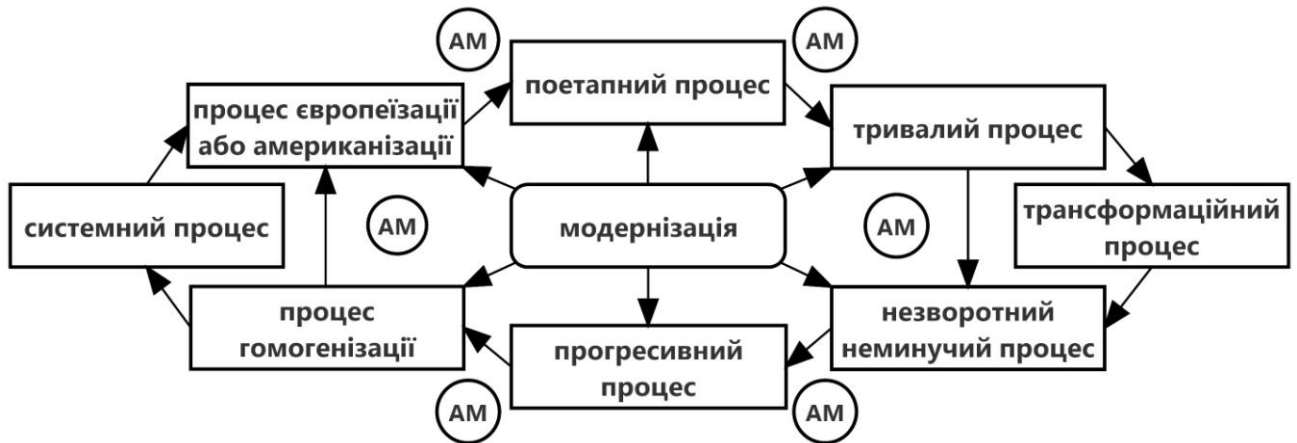 АМ
АМ
поетапний процес
процес європеїзації
або американізації
тривалий процес
системний процес
АМ
модернізація
АМ
трансформаційний
процес
процес
гомогенізації
прогресивний
процес
незворотний
неминучий процес
АМ
АМ